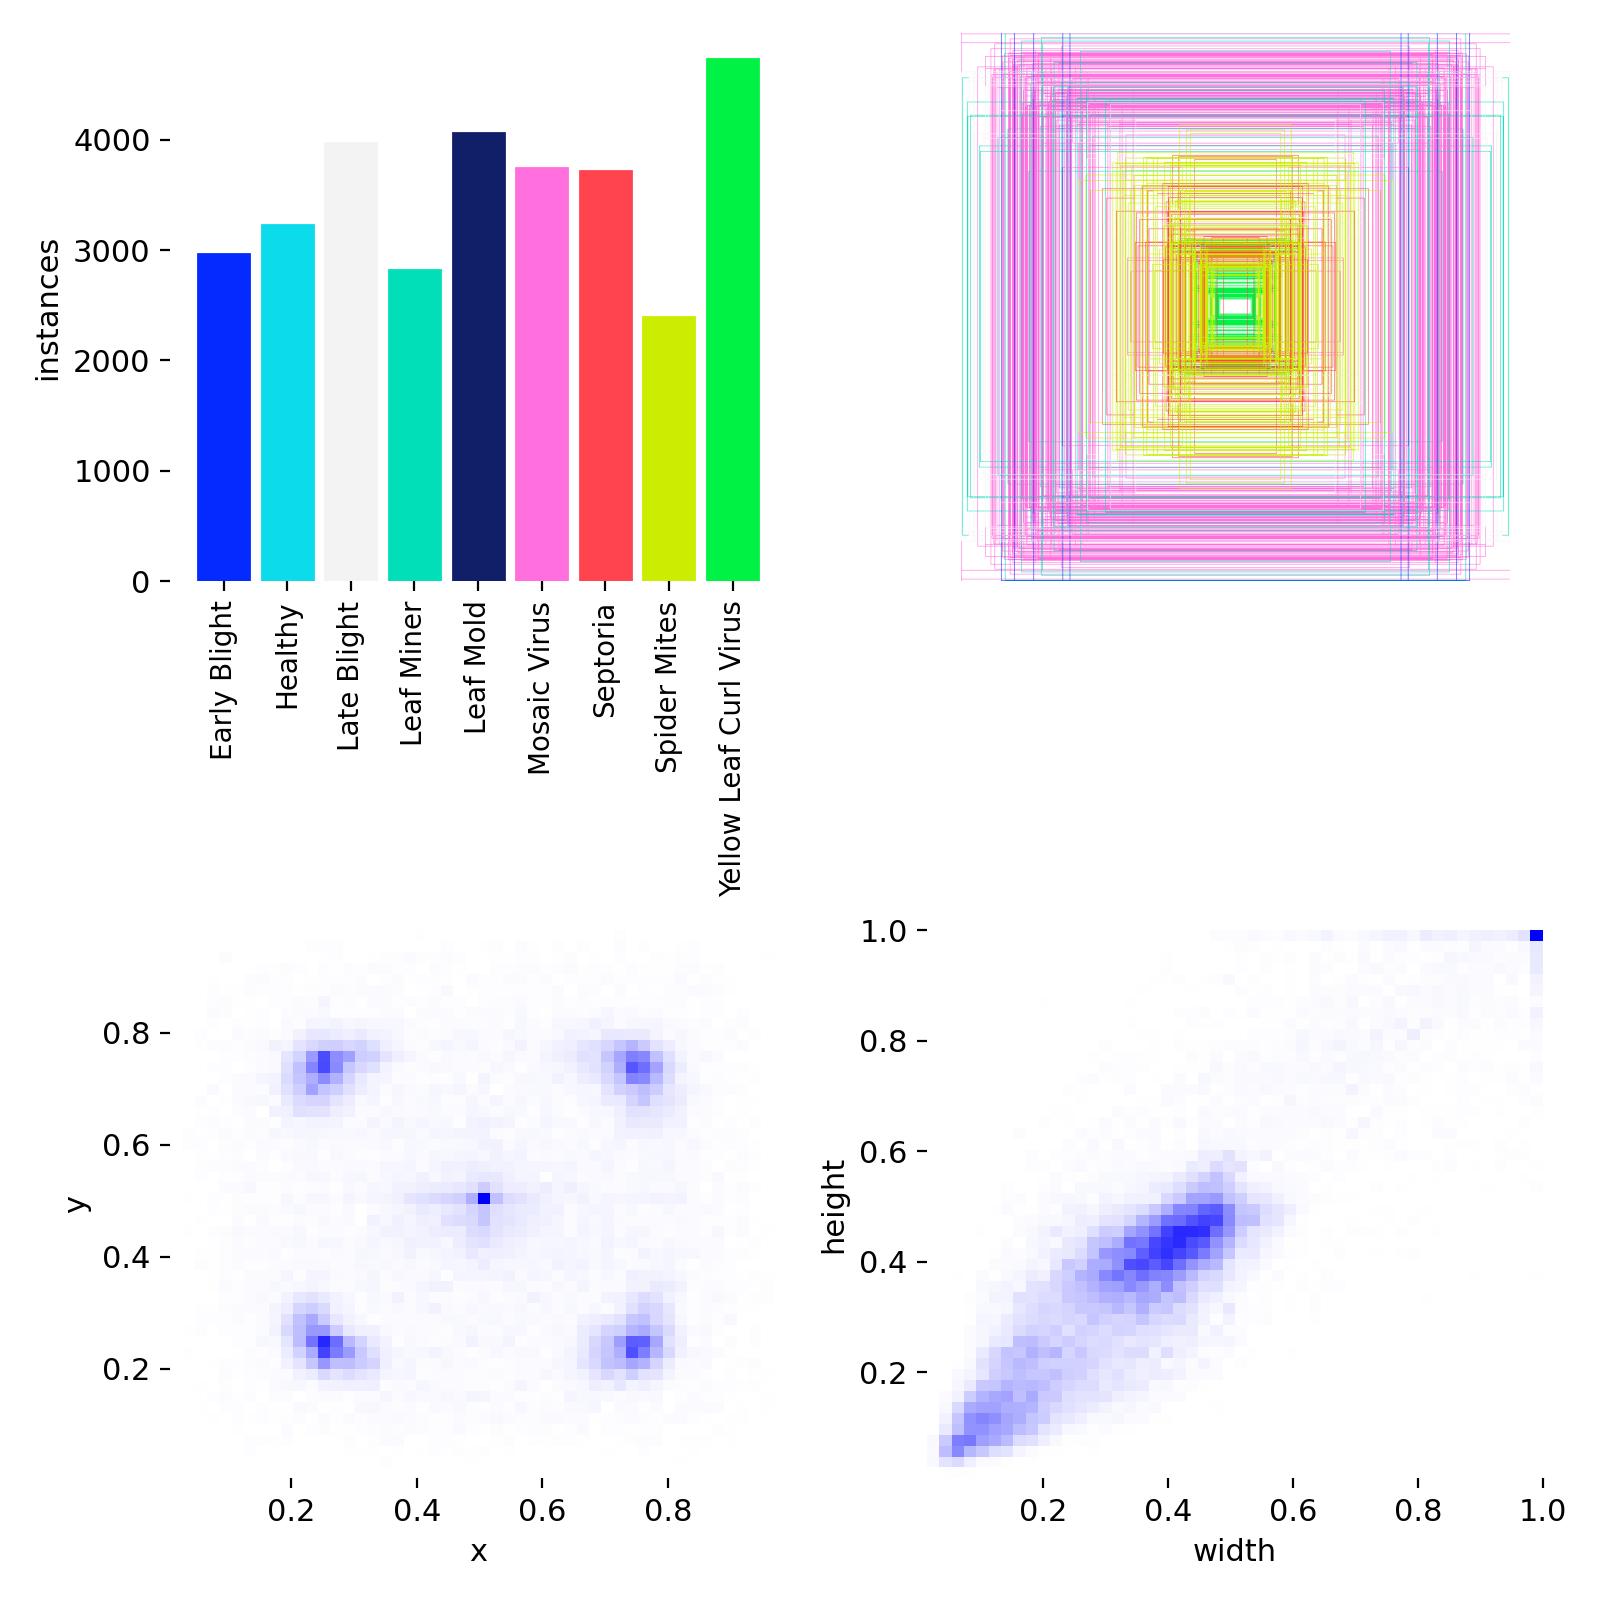 instances
4000
3000
2000
1000
0
Early Blight
Healthy
Late Blight
Leaf Miner
Leaf Mold
Mosaic Virus
Septoria
Spider Mites
Yellow Leaf Curl Virus
y
0.8
0.6
0.4
0.2
0.2 0.4 0.6 0.8
x
height
1.0
0.8
0.6
0.4
0.2
0.2 0.4 0.6 0.8 1.0
width